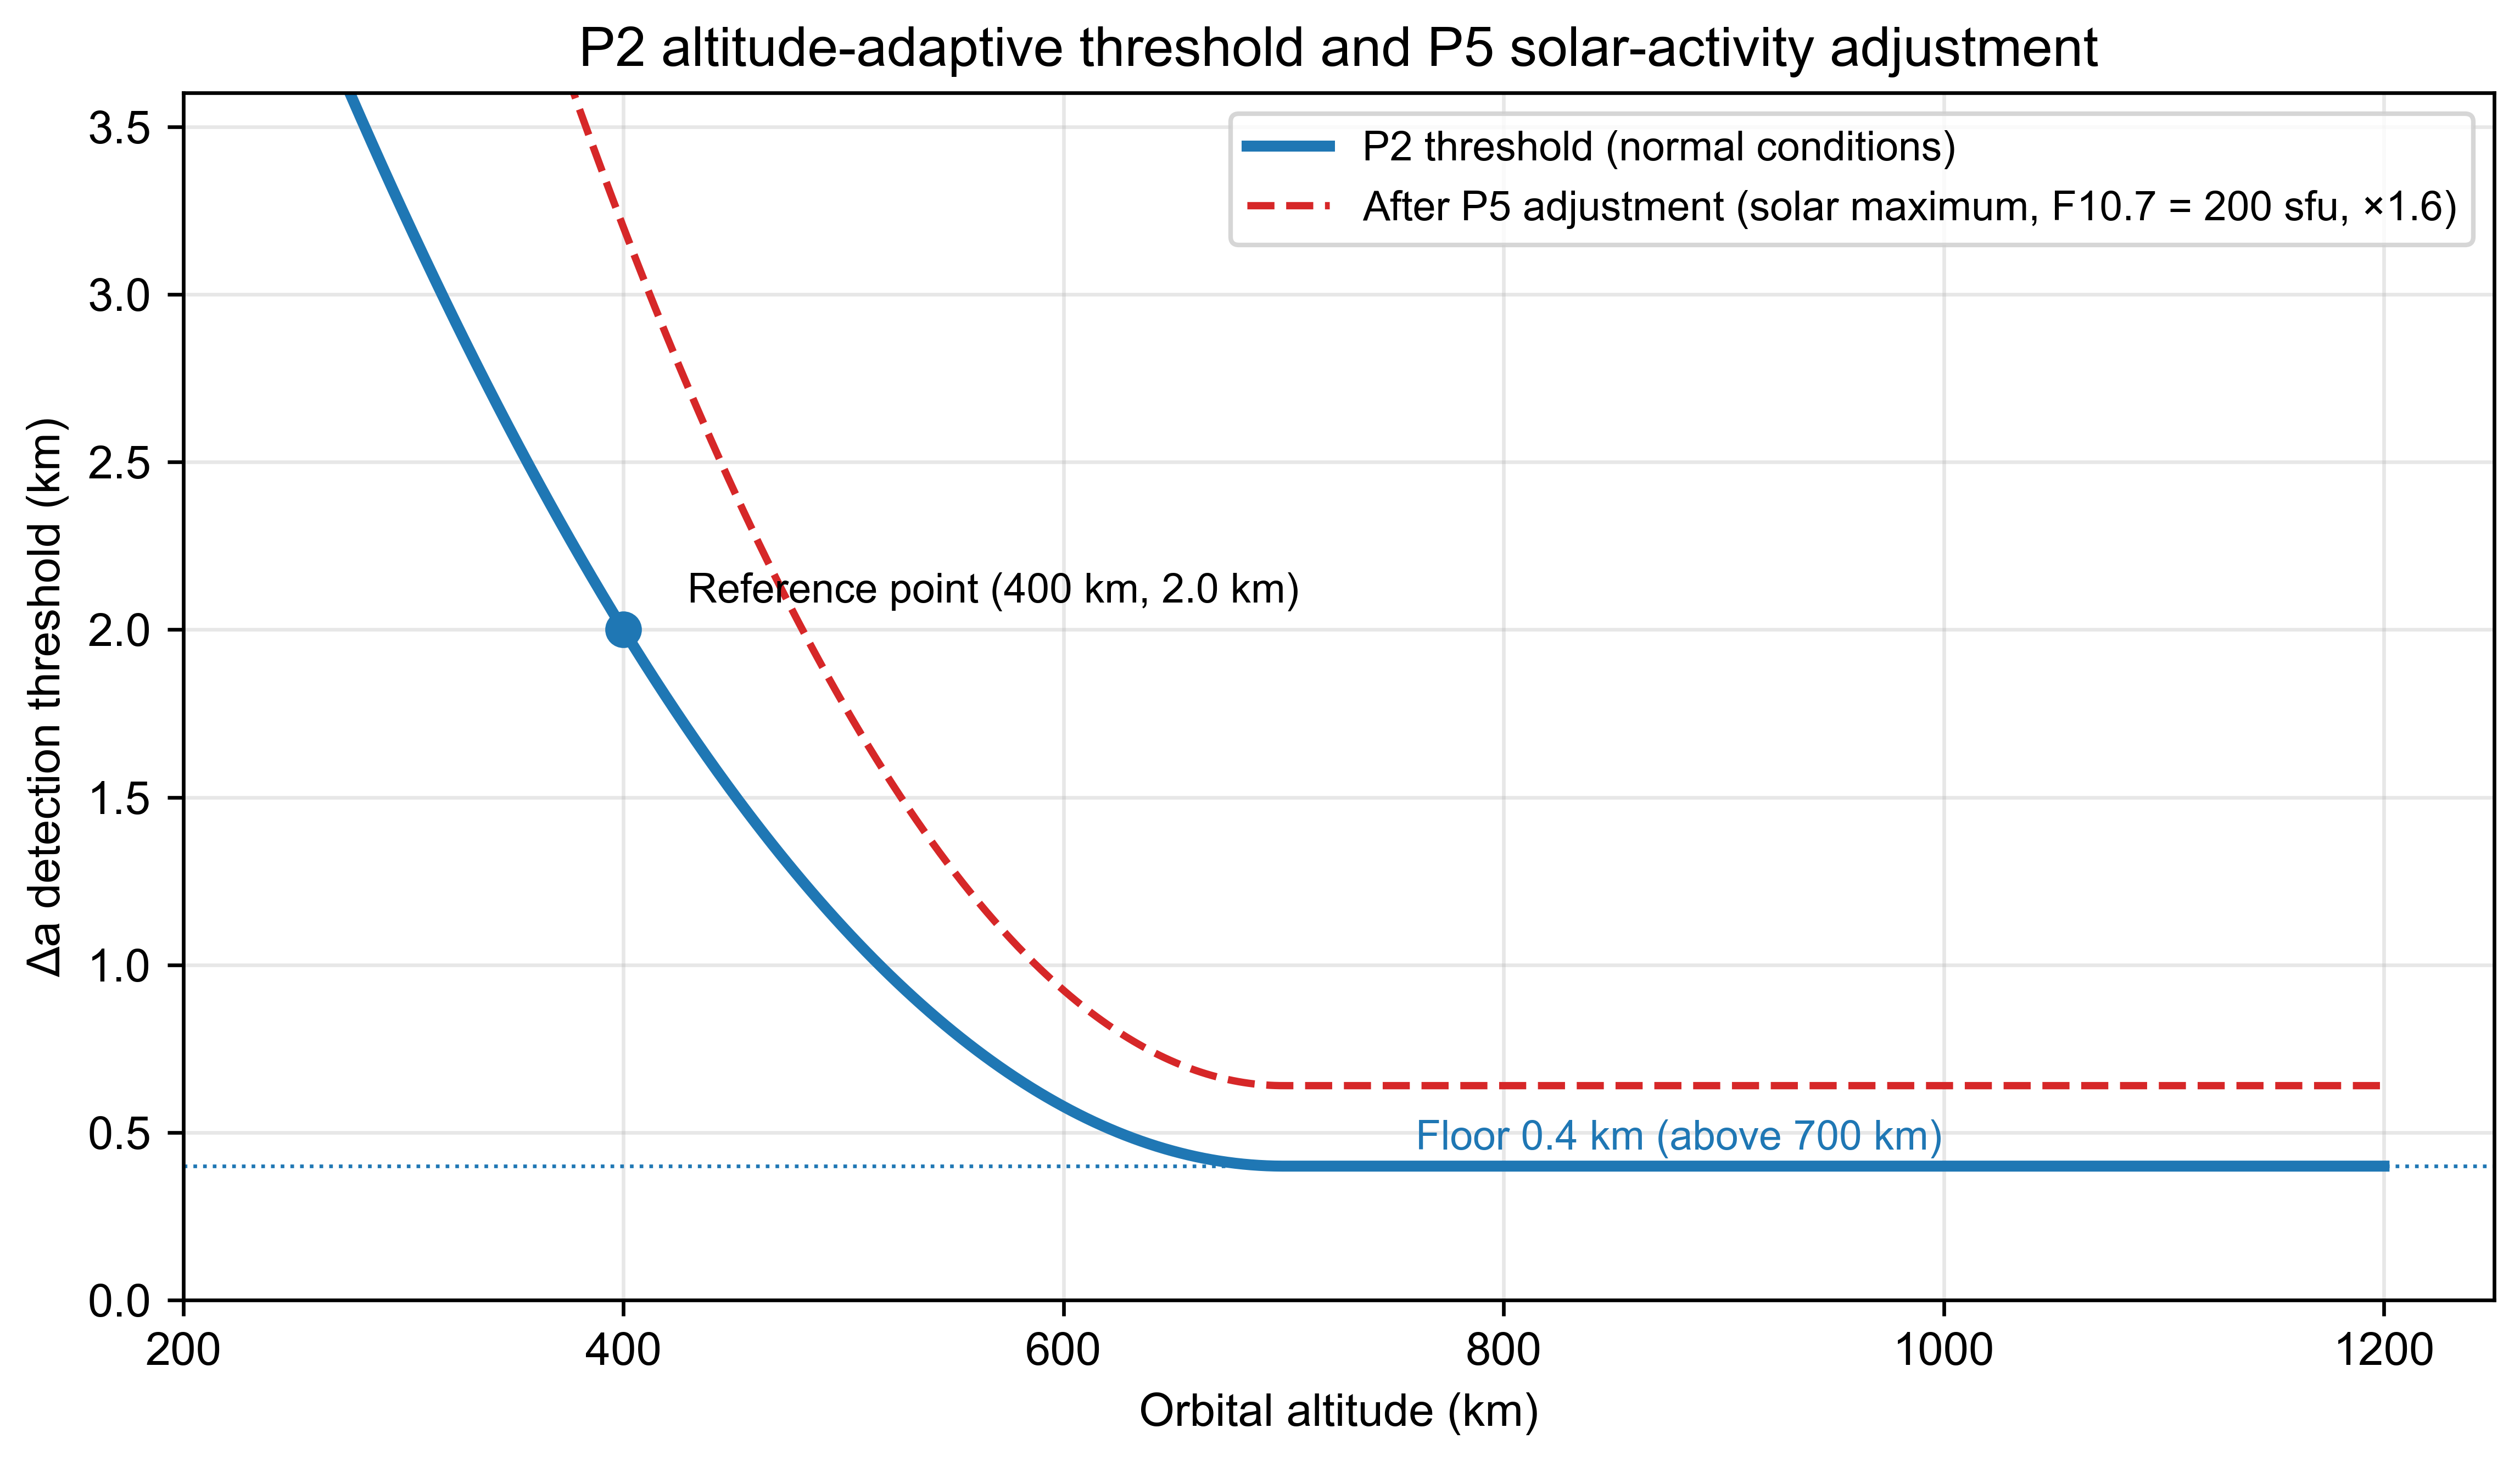 P2 altitude-adaptive threshold and P5 solar-activity adjustment
P2 threshold (normal conditions)
After P5 adjustment (solar maximum, F10.7 = 200 sfu, ×1.6)
Δa detection threshold (km)
3.5
3.0
2.5
2.0
1.5
1.0
0.5
0.0
Reference point (400 km, 2.0 km)
Floor 0.4 km (above 700 km)
200 400 600 800 1000 1200
Orbital altitude (km)